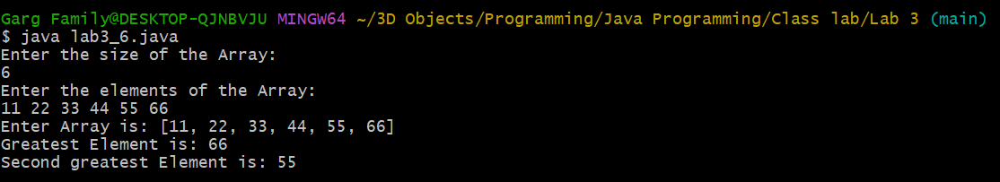 Garg Family@DESKTOP-QJNBVJU MINGW64 ~/3D Objects/Programming/Java Programming/Class lab/Lab 3 (main)
$ java lab3_6.java
Enter the size of the Array:
6
Enter the elements of the Array:
11 22 33 44 55 66
Enter Array is: [11, 22, 33, 44, 55, 66]
Greatest Element is: 66
Second greatest Element is: 55